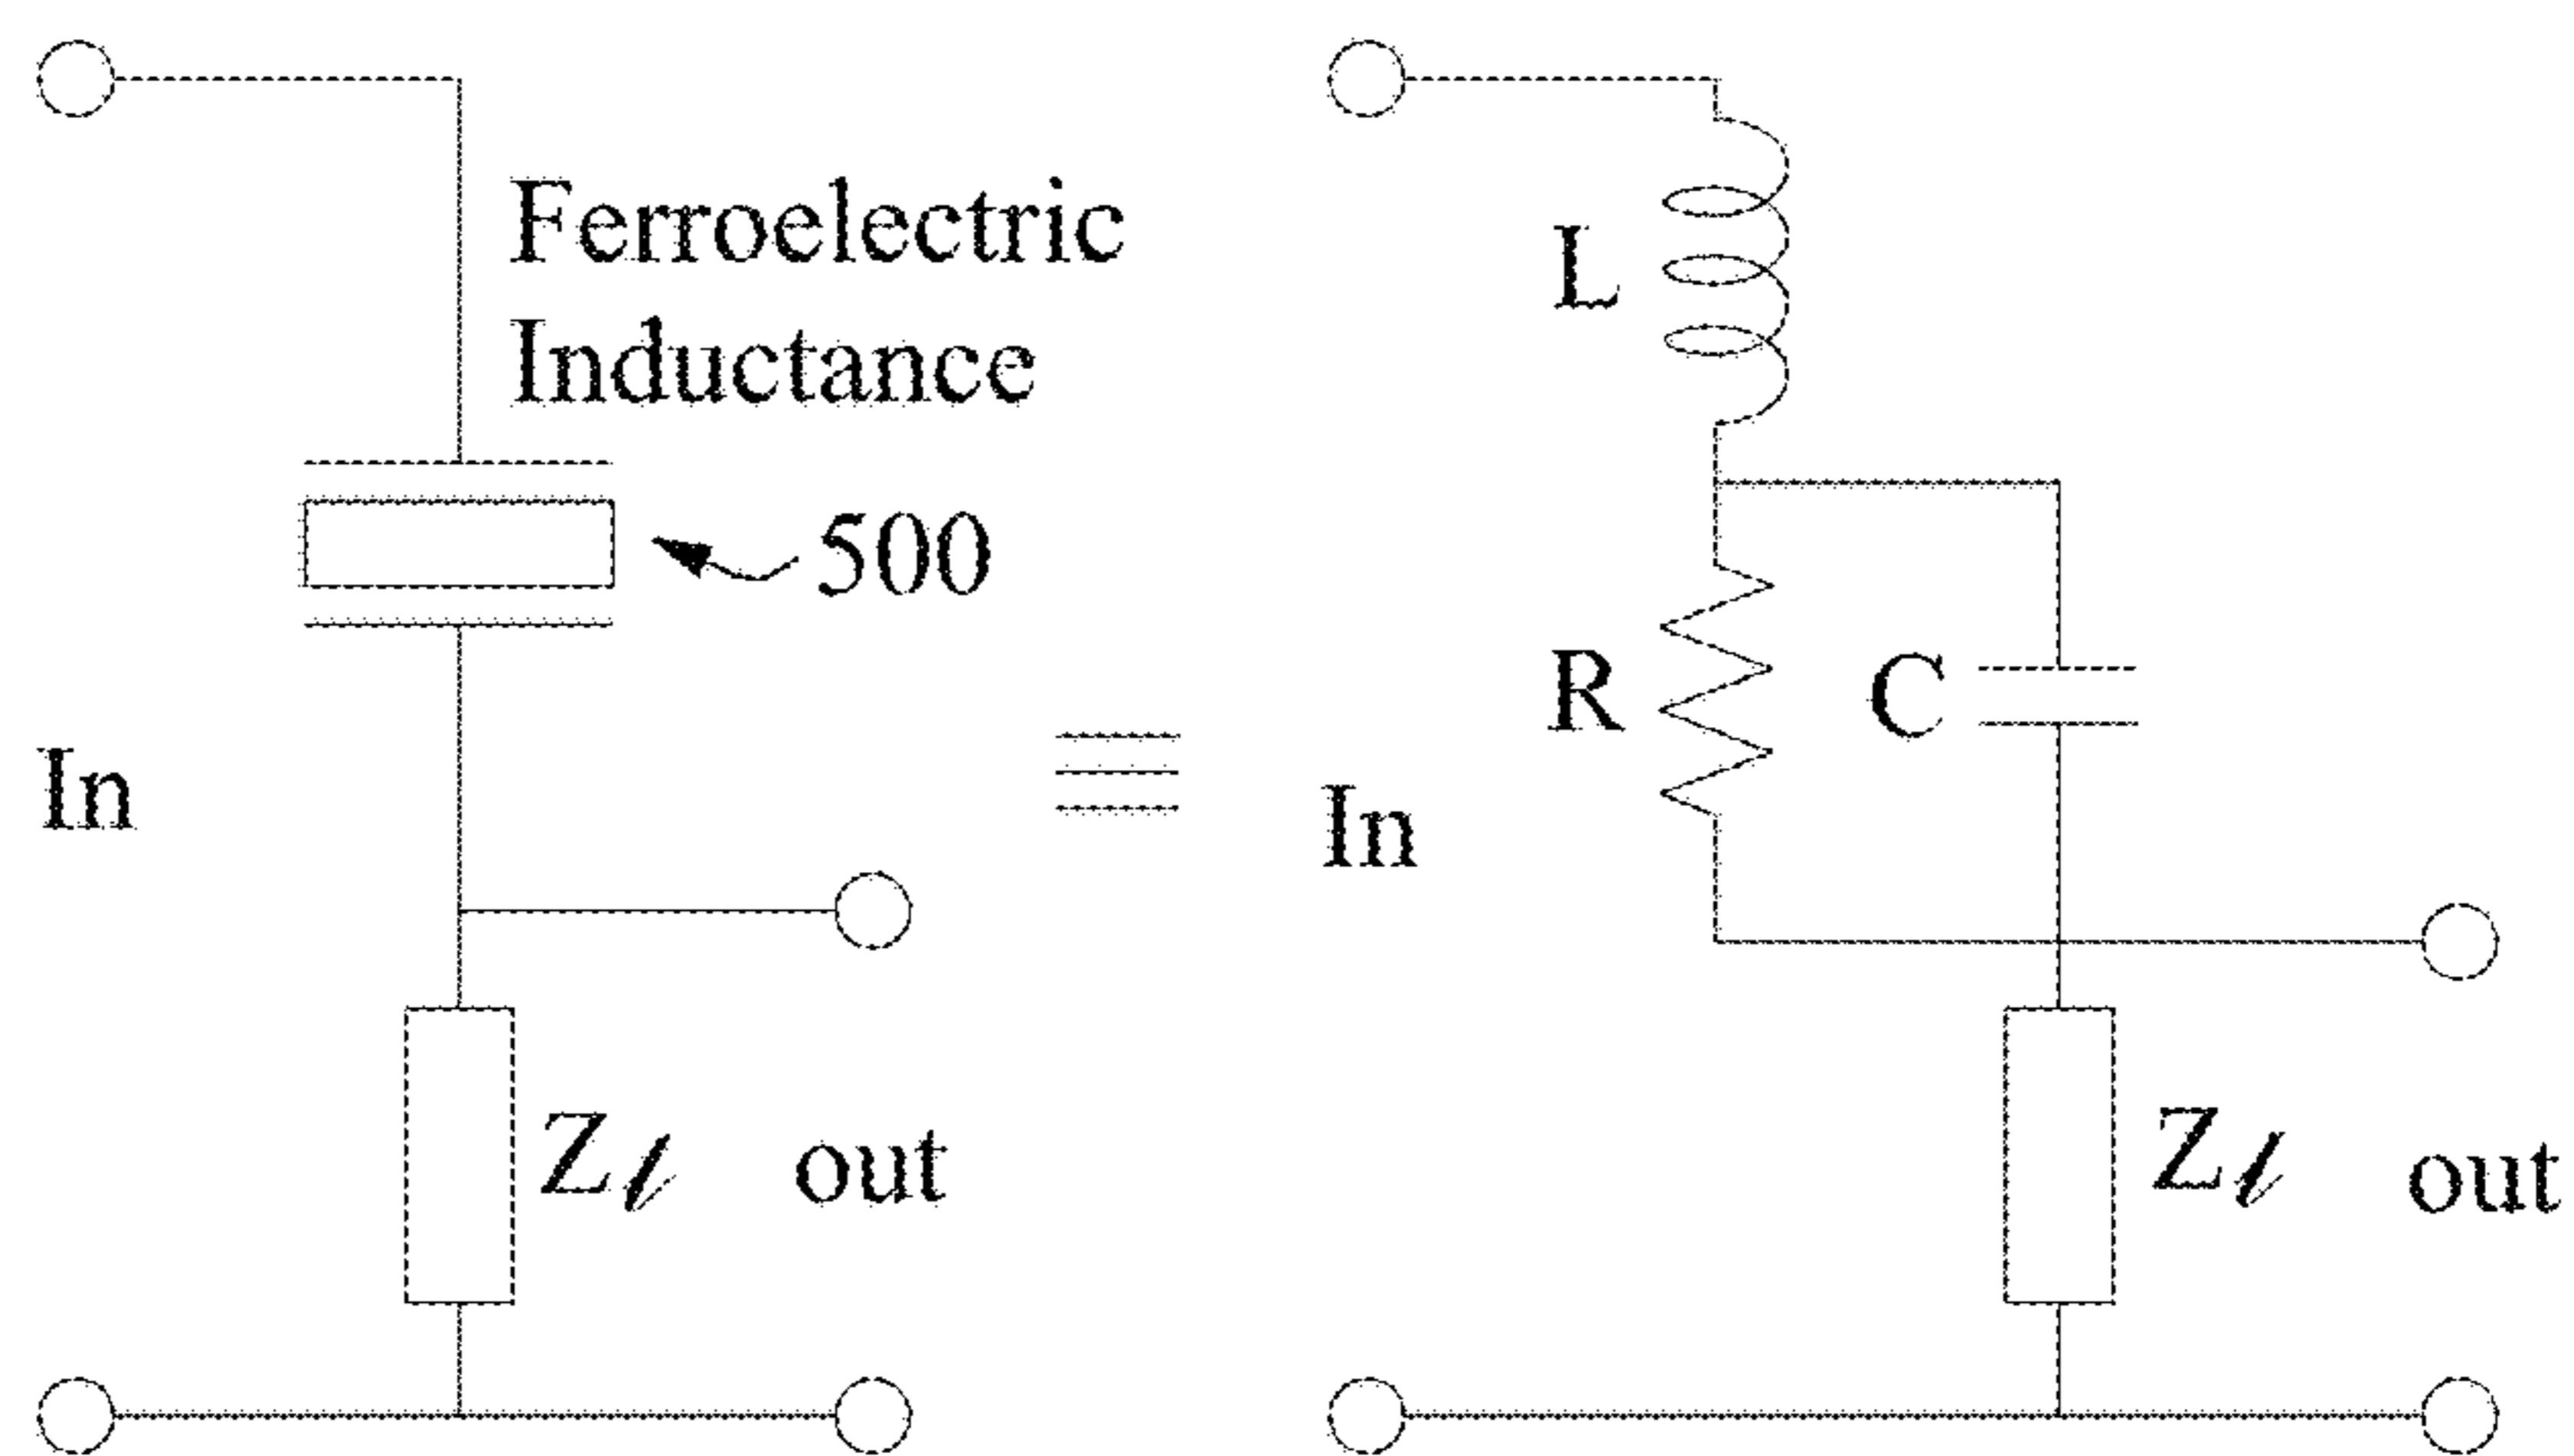 Ferroelectric
Inductance
500
In
Zℓ
out
L
R
C
In
Zℓ
out